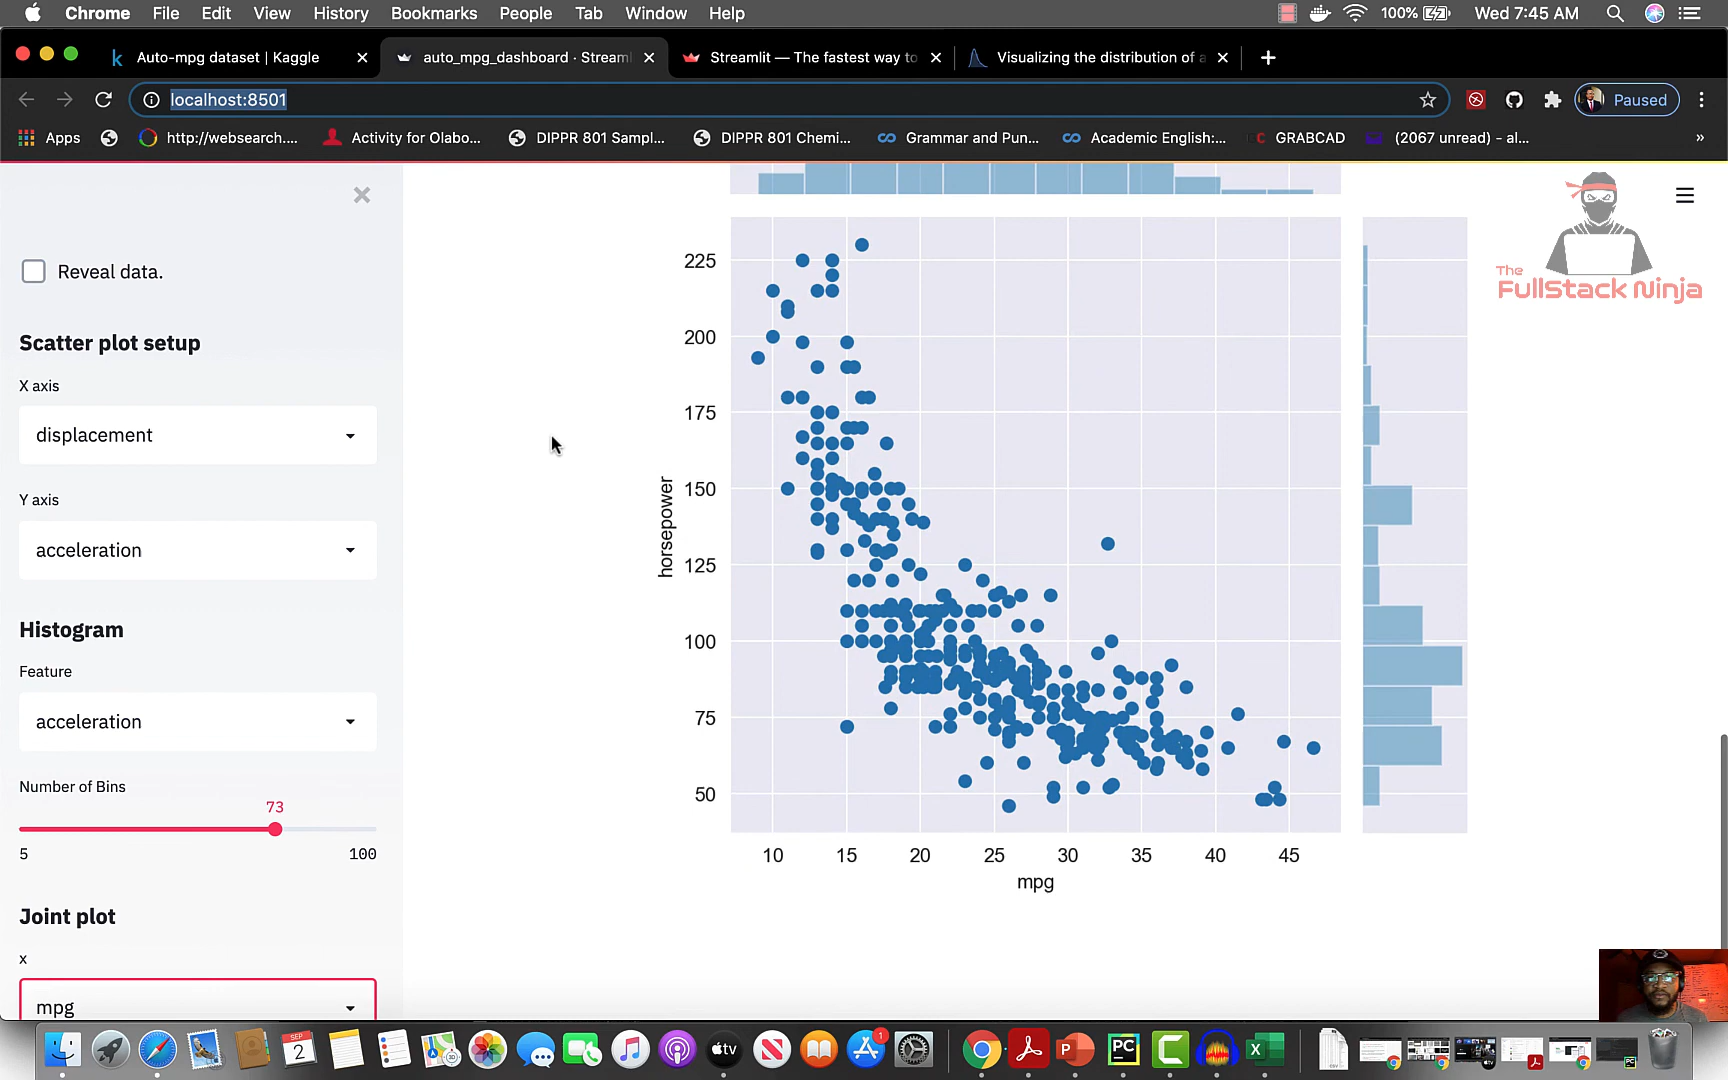 Chrome File Edit View History Bookmarks People Tab Window Help 100% Wed 7:45 AM
Auto-mpg dataset | Kaggle auto_mpg_dashboard · Streaml Streamlit — The fastest way to Visualizing the distribution of a
localhost:8501 Paused
Apps http://websearch.... Activity for Olabo... DIPPR 801 Sampl... DIPPR 801 Chemi... Grammar and Pun... Academic English:... GRABCAD (2067 unread) - al... »
Reveal data.
Scatter plot setup
X axis
displacement
Y axis
acceleration
Histogram
Feature
acceleration
Number of Bins
73
5 100
Joint plot
x
mpg
225
200
175
150
125
100
75
50
horsepower
10 15 20 25 30 35 40 45
mpg
The
FullStack Ninja
SEP
2
tv
1
P
PC
C
X